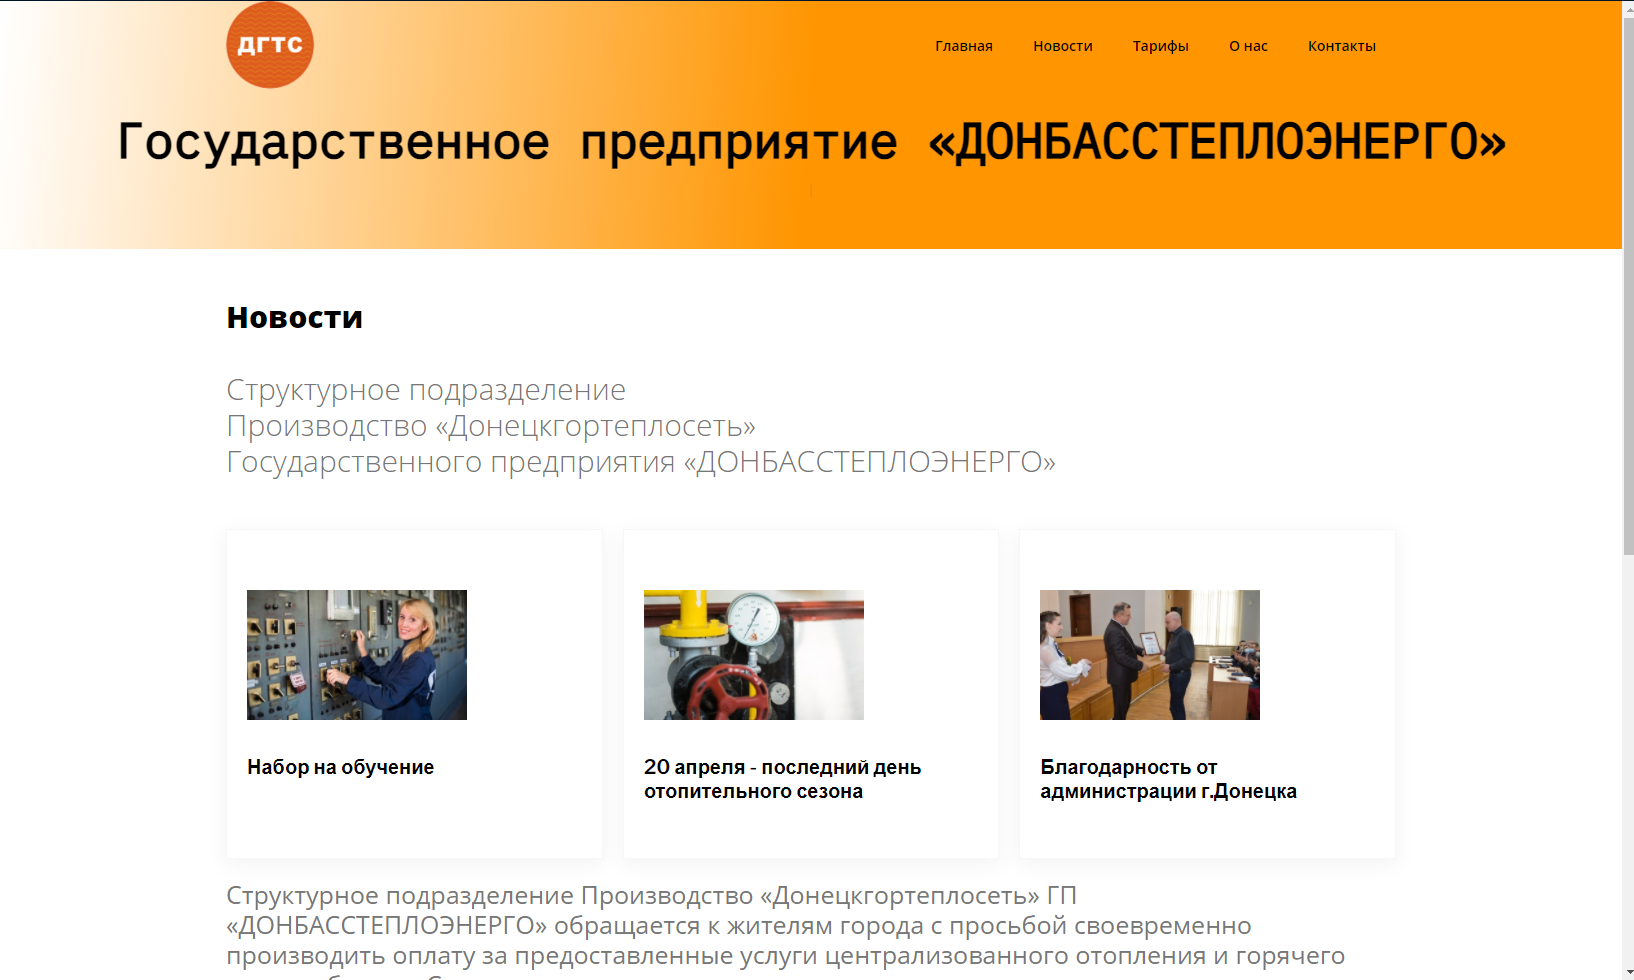 ДГТС
Главная Новости Тарифы О нас Контакты
Государственное предприятие «ДОНБАССТЕПЛОЭНЕРГО»
Новости
Структурное подразделение
Производство «Донецкгортеплосеть»
Государственного предприятия «ДОНБАССТЕПЛОЭНЕРГО»
Набор на обучение
20 апреля - последний день
отопительного сезона
Благодарность от
администрации г.Донецка
Структурное подразделение Производство «Донецкгортеплосеть» ГП
«ДОНБАССТЕПЛОЭНЕРГО» обращается к жителям города с просьбой своевременно
производить оплату за предоставленные услуги централизованного отопления и горячего